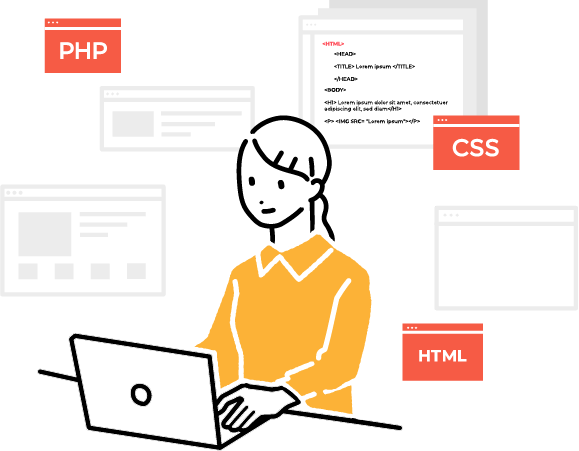 PHP
<HTML>
<HEAD>
<TITLE> Lorem ipsum </TITLE>
</HEAD>
<BODY>
<H1> Lorem ipsum dolor sit amet, consectetuer
adipiscing elit, sed diam</H1>
<P> <IMG SRC= "Lorem ipsum"></P>
CSS
HTML